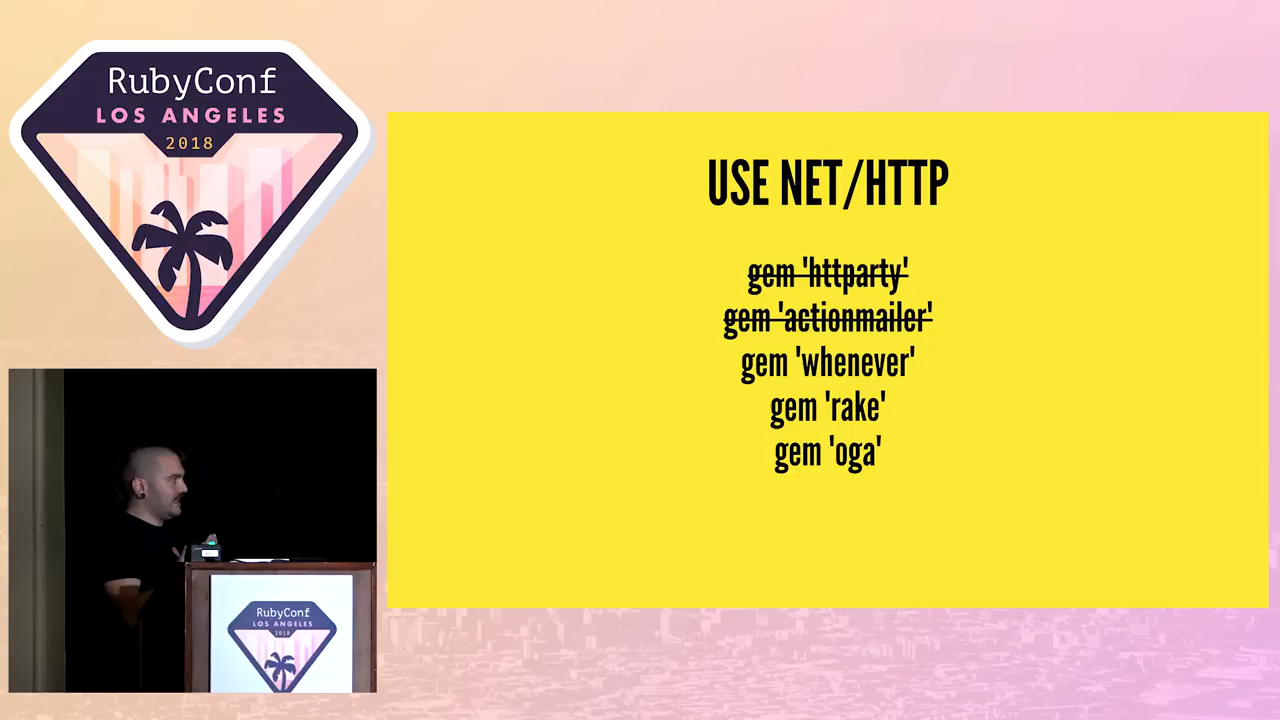 RubyConf
LOS ANGELES
2018
USE NET/HTTP
gem 'httparty'
gem 'actionmailer'
gem 'whenever'
gem 'rake'
gem 'oga'
RubyConf
LOS ANGELES
2018